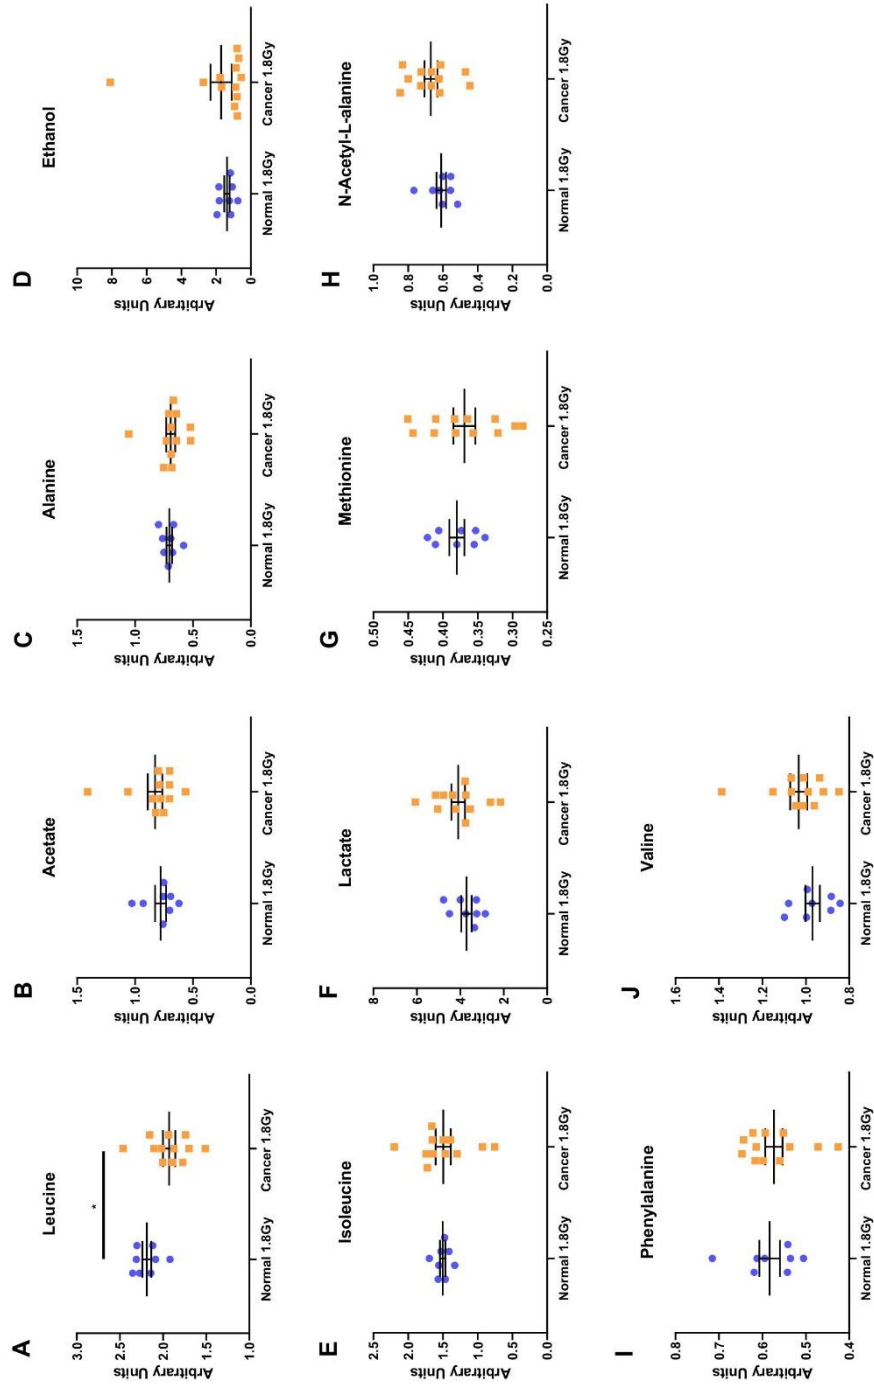 A
Leucine
3.0
2.5
2.0
1.5
1.0
Arbitrary Units
*
Normal 1.8Gy
Cancer 1.8Gy
B
Acetate
1.5
1.0
0.5
0.0
Arbitrary Units
Normal 1.8Gy
Cancer 1.8Gy
C
Alanine
1.5
1.0
0.5
0.0
Arbitrary Units
Normal 1.8Gy
Cancer 1.8Gy
D
Ethanol
10
8
6
4
2
0
Arbitrary Units
Normal 1.8Gy
Cancer 1.8Gy
E
Isoleucine
2.5
2.0
1.5
1.0
0.5
0.0
Arbitrary Units
Normal 1.8Gy
Cancer 1.8Gy
F
Lactate
8
6
4
2
0
Arbitrary Units
Normal 1.8Gy
Cancer 1.8Gy
G
Methionine
0.50
0.45
0.40
0.35
0.30
0.25
Arbitrary Units
Normal 1.8Gy
Cancer 1.8Gy
H
N-Acetyl-L-alanine
1.0
0.8
0.6
0.4
0.2
0.0
Arbitrary Units
Normal 1.8Gy
Cancer 1.8Gy
I
Phenylalanine
0.8
0.7
0.6
0.5
0.4
Arbitrary Units
Normal 1.8Gy
Cancer 1.8Gy
J
Valine
1.6
1.4
1.2
1.0
0.8
Arbitrary Units
Normal 1.8Gy
Cancer 1.8Gy